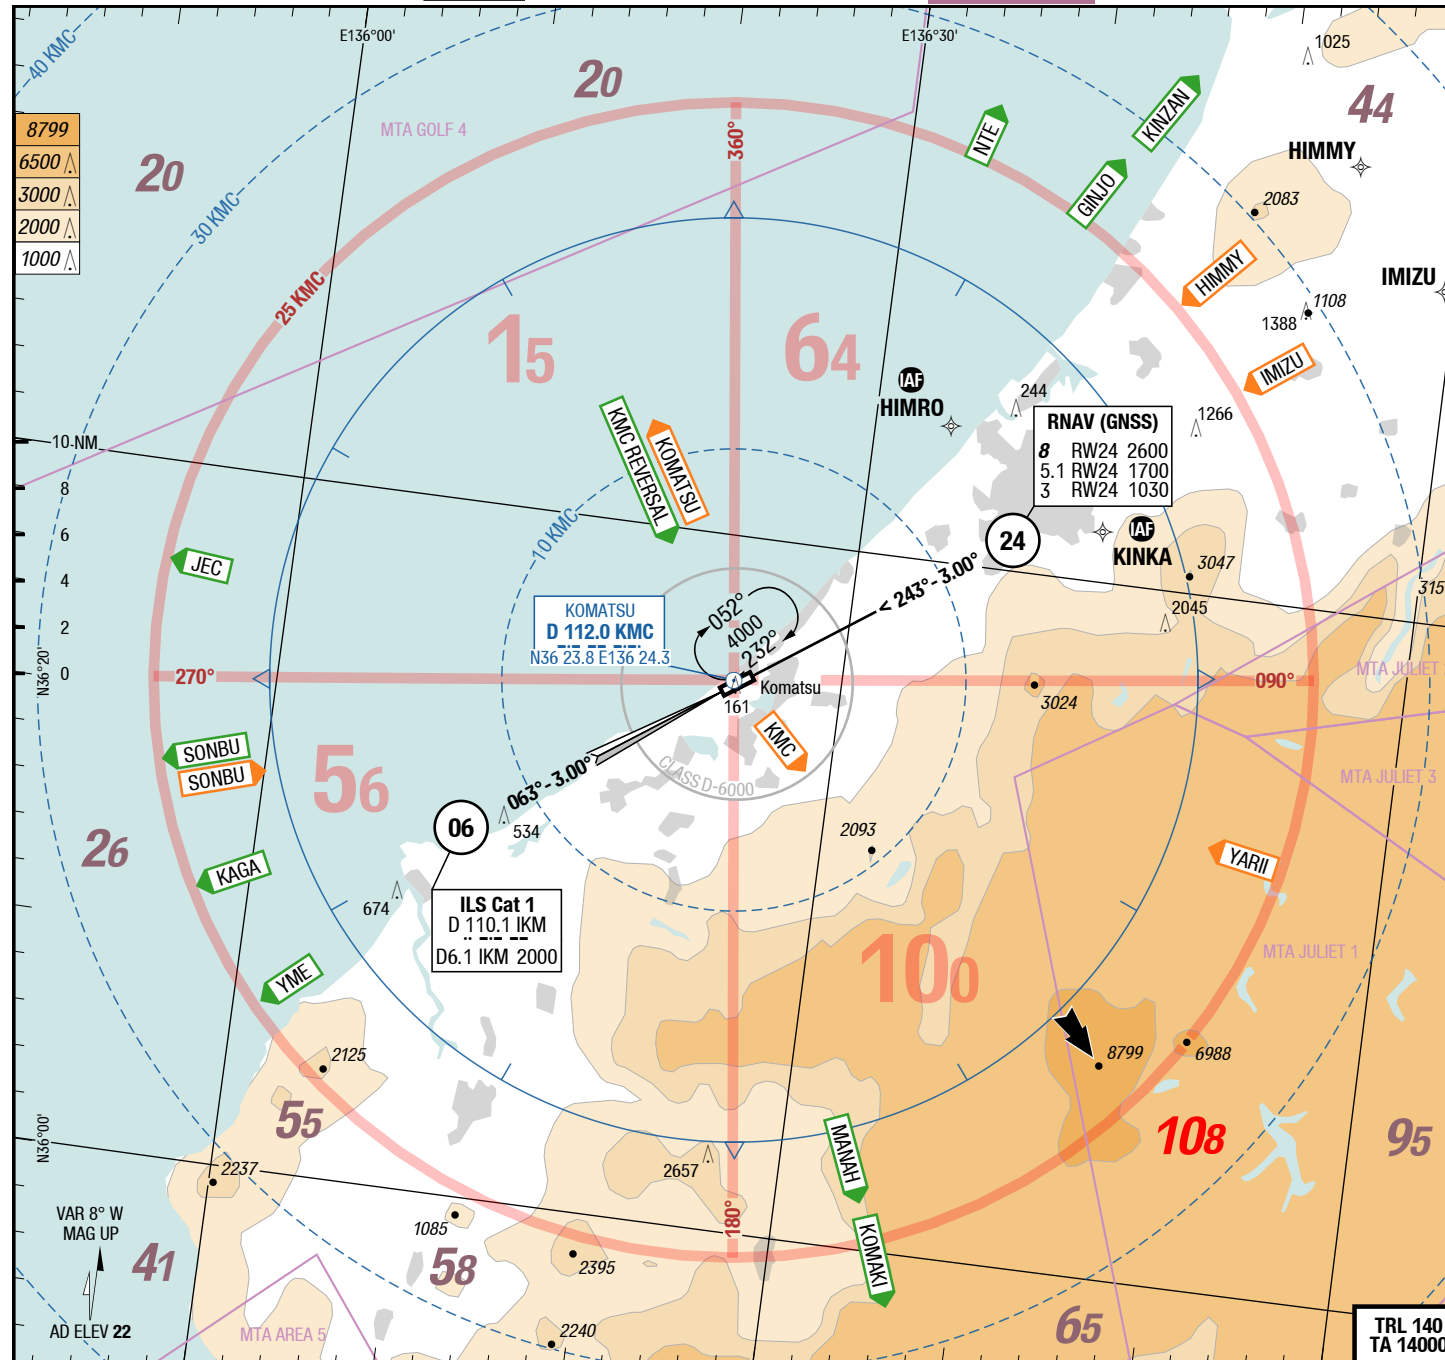 E136°00'
E136°30'
1025
40 KMC
20
44
8799
6500
3000
2000
1000
MTA GOLF 4
360°
NTE
KINZAN
HIMMY
20
GINJO
2083
30 KMC
HIMMY
IMIZU
25 KMC
1108
1388
15
64
IMIZU
IAF
HIMRO
244
1266
KMC REVERSAL
KOMATSU
RNAV (GNSS)
8 RW24 2600
5.1 RW24 1700
3 RW24 1030
10 NM
8
6
4
2
0
10 KMC
24
IAF
KINKA
JEC
3047
315
< 243°- 3.00°
2045
KOMATSU
D 112.0 KMC
N36 23.8 E136 24.3
052°
4000
232°
N36°20'
270°
090°
MTA JULIET
Komatsu
161
3024
SONBU
SONBU
KMC
56
CLASS D-6000
063°- 3.00°
MTA JULIET 3
06
534
26
2093
KAGA
YARII
674
ILS Cat 1
D 110.1 IKM
D6.1 IKM 2000
100
MTA JULIET 1
YME
2125
8799
6988
55
108
95
N36°00'
2237
2657
MANAH
180°
VAR 8° W
MAG UP
1085
41
58
2395
KOMAKI
AD ELEV 22
MTA AREA 5
2240
65
TRL 140
TA 14000